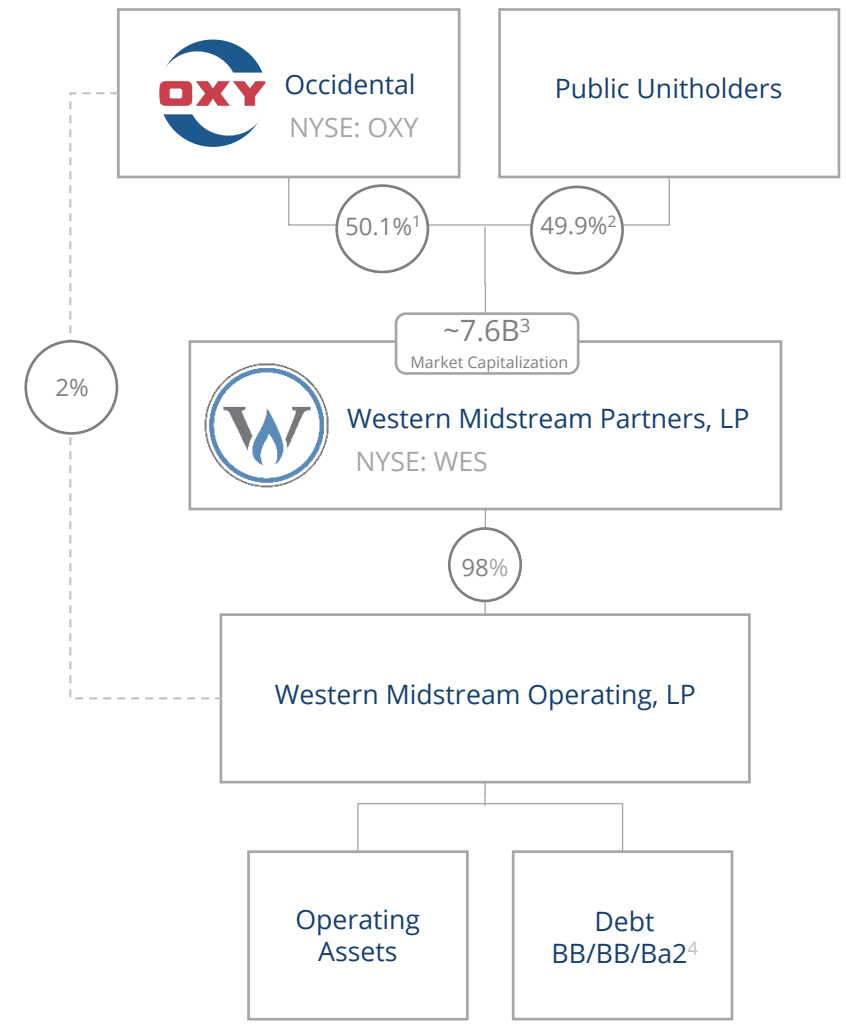 OXY
Occidental
NYSE: OXY
Public Unitholders
50.1%¹
49.9%²
~7.6B³
Market Capitalization
2%
W
Western Midstream Partners, LP
NYSE: WES
98%
Western Midstream Operating, LP
Operating
Assets
Debt
BB/BB/Ba2⁴